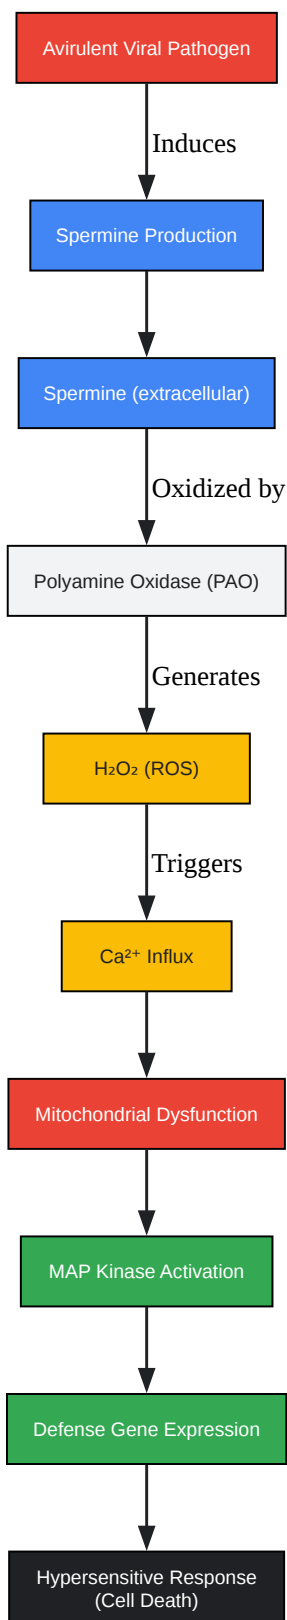 Avirulent Viral Pathogen
Induces
Spermine Production
Spermine (extracellular)
Oxidized by
Polyamine Oxidase (PAO)
Generates
H₂O₂ (ROS)
Triggers
Ca²⁺ Influx
Mitochondrial Dysfunction
MAP Kinase Activation
Defense Gene Expression
Hypersensitive Response
(Cell Death)